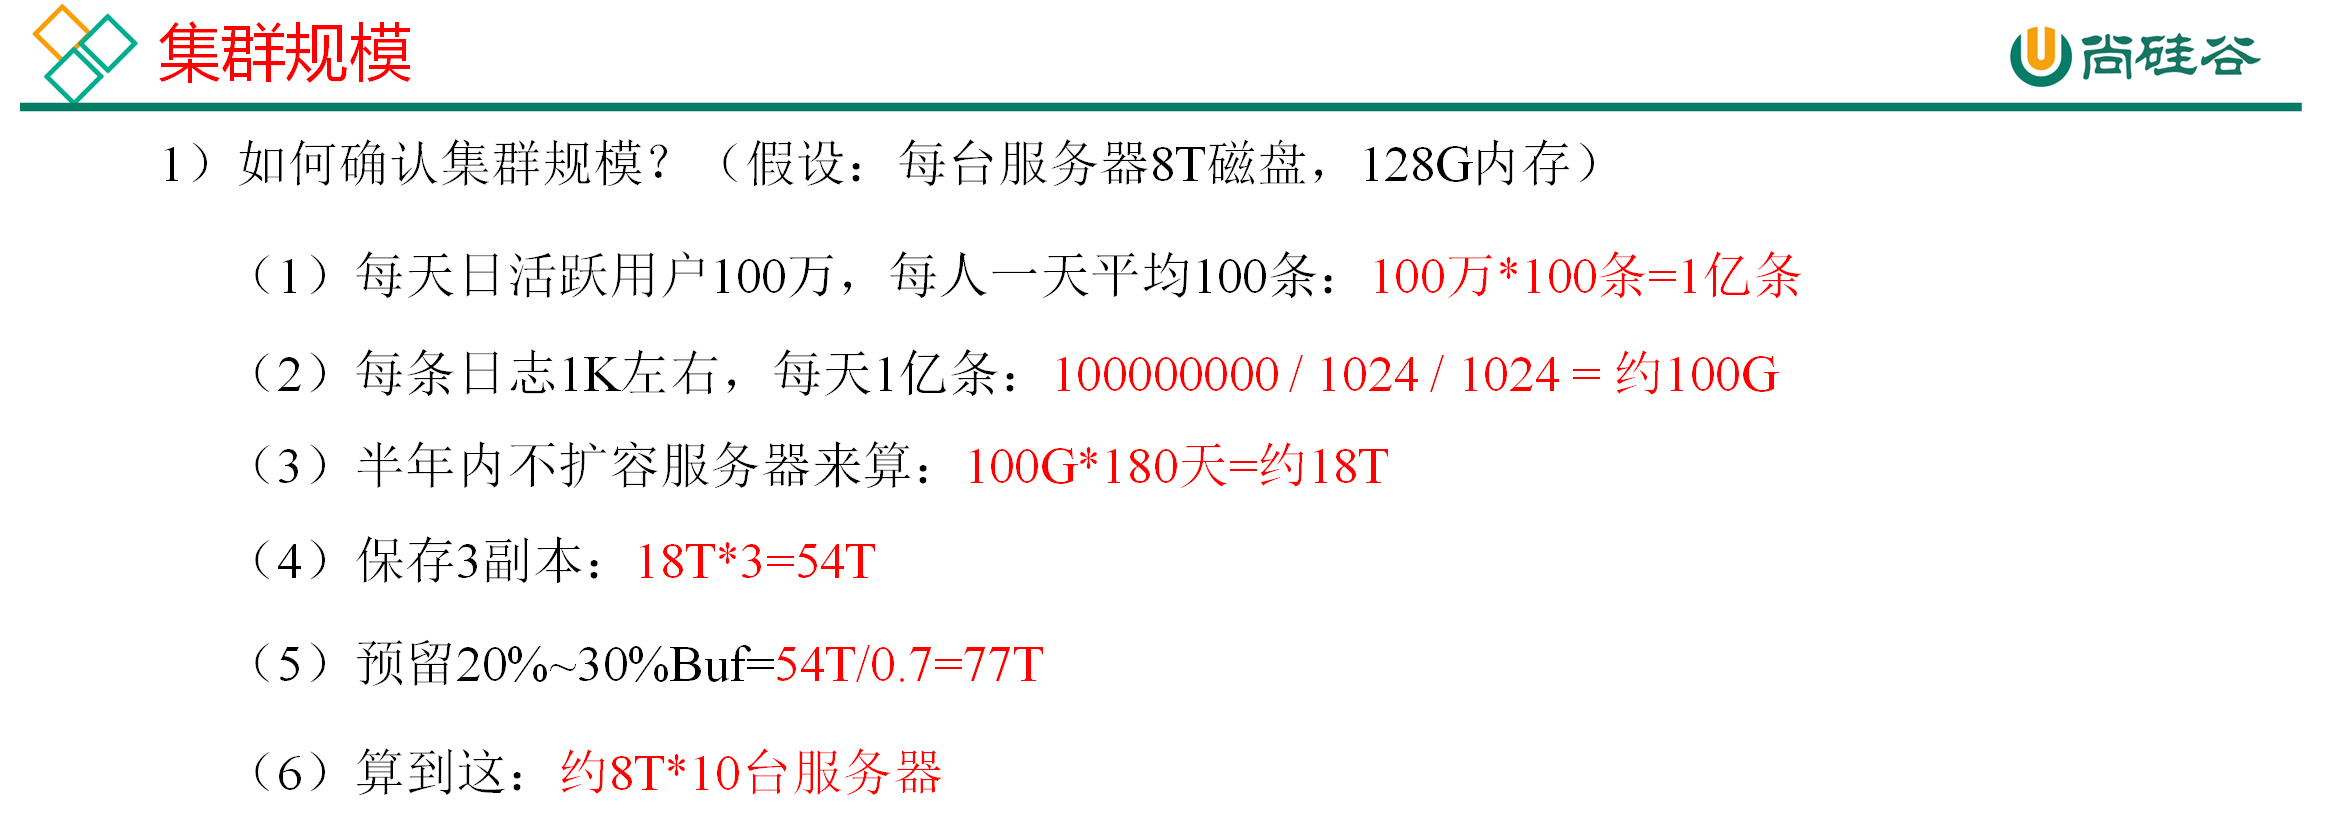 集群规模
尚硅谷
1）如何确认集群规模？（假设：每台服务器8T磁盘，128G内存）
（1）每天日活跃用户100万，每人一天平均100条：100万*100条=1亿条
（2）每条日志1K左右，每天1亿条：100000000 / 1024 / 1024 = 约100G
（3）半年内不扩容服务器来算：100G*180天=约18T
（4）保存3副本：18T*3=54T
（5）预留20%~30%Buf=54T/0.7=77T
（6）算到这：约8T*10台服务器